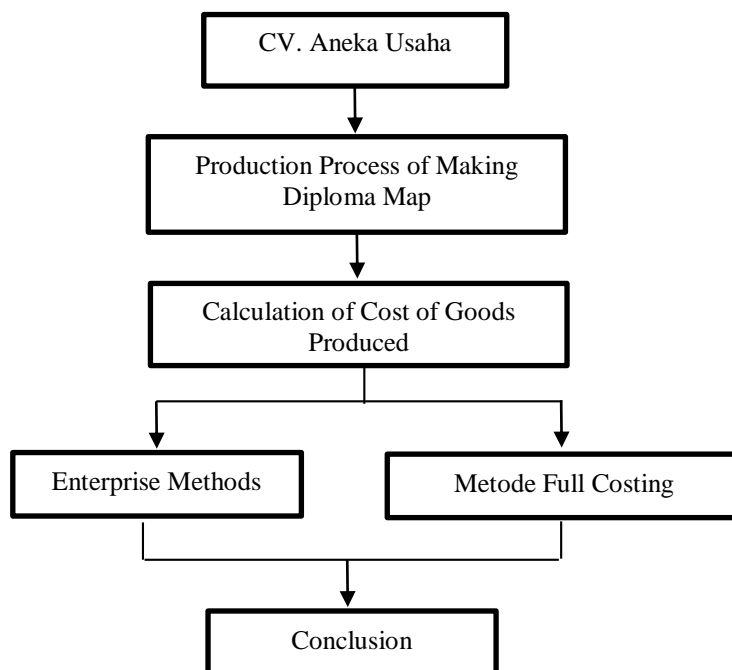 CV. Aneka Usaha
Production Process of Making
Diploma Map
Calculation of Cost of Goods
Produced
Enterprise Methods
Metode Full Costing
Conclusion